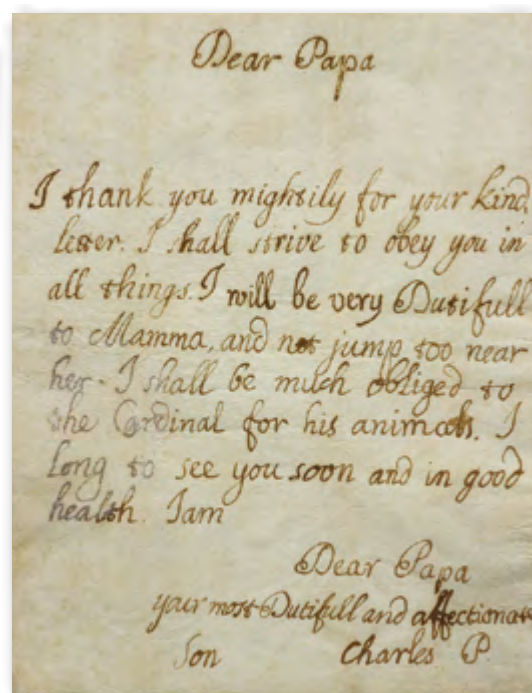 Dear Papa
I thank you mightily for your kind
letter. I shall strive to obey you in
all things. I will be very Dutifull
to Mamma, and not jump too near
her. I shall be much obliged to
the Cardinal for his animals. I
long to see you soon and in good
health. I am
Dear Papa
your most Dutifull and affectionate
Son Charles P